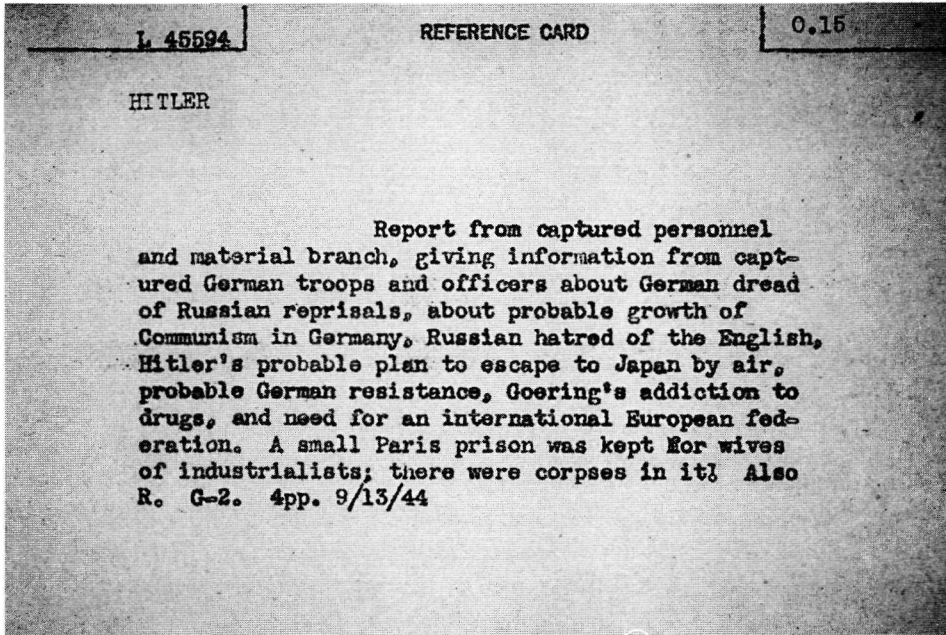 L 45594
REFERENCE CARD
0.15
HITLER
Report from captured personnel
and material branch, giving information from capt-
ured German troops and officers about German dread
of Russian reprisals, about probable growth of
Communism in Germany, Russian hatred of the English,
Hitler's probable plan to escape to Japan by air,
probable German resistance, Goering's addiction to
drugs, and need for an international European fed-
eration. A small Paris prison was kept for wives
of industrialists; there were corpses in it! Also
R. G-2. 4pp. 9/13/44